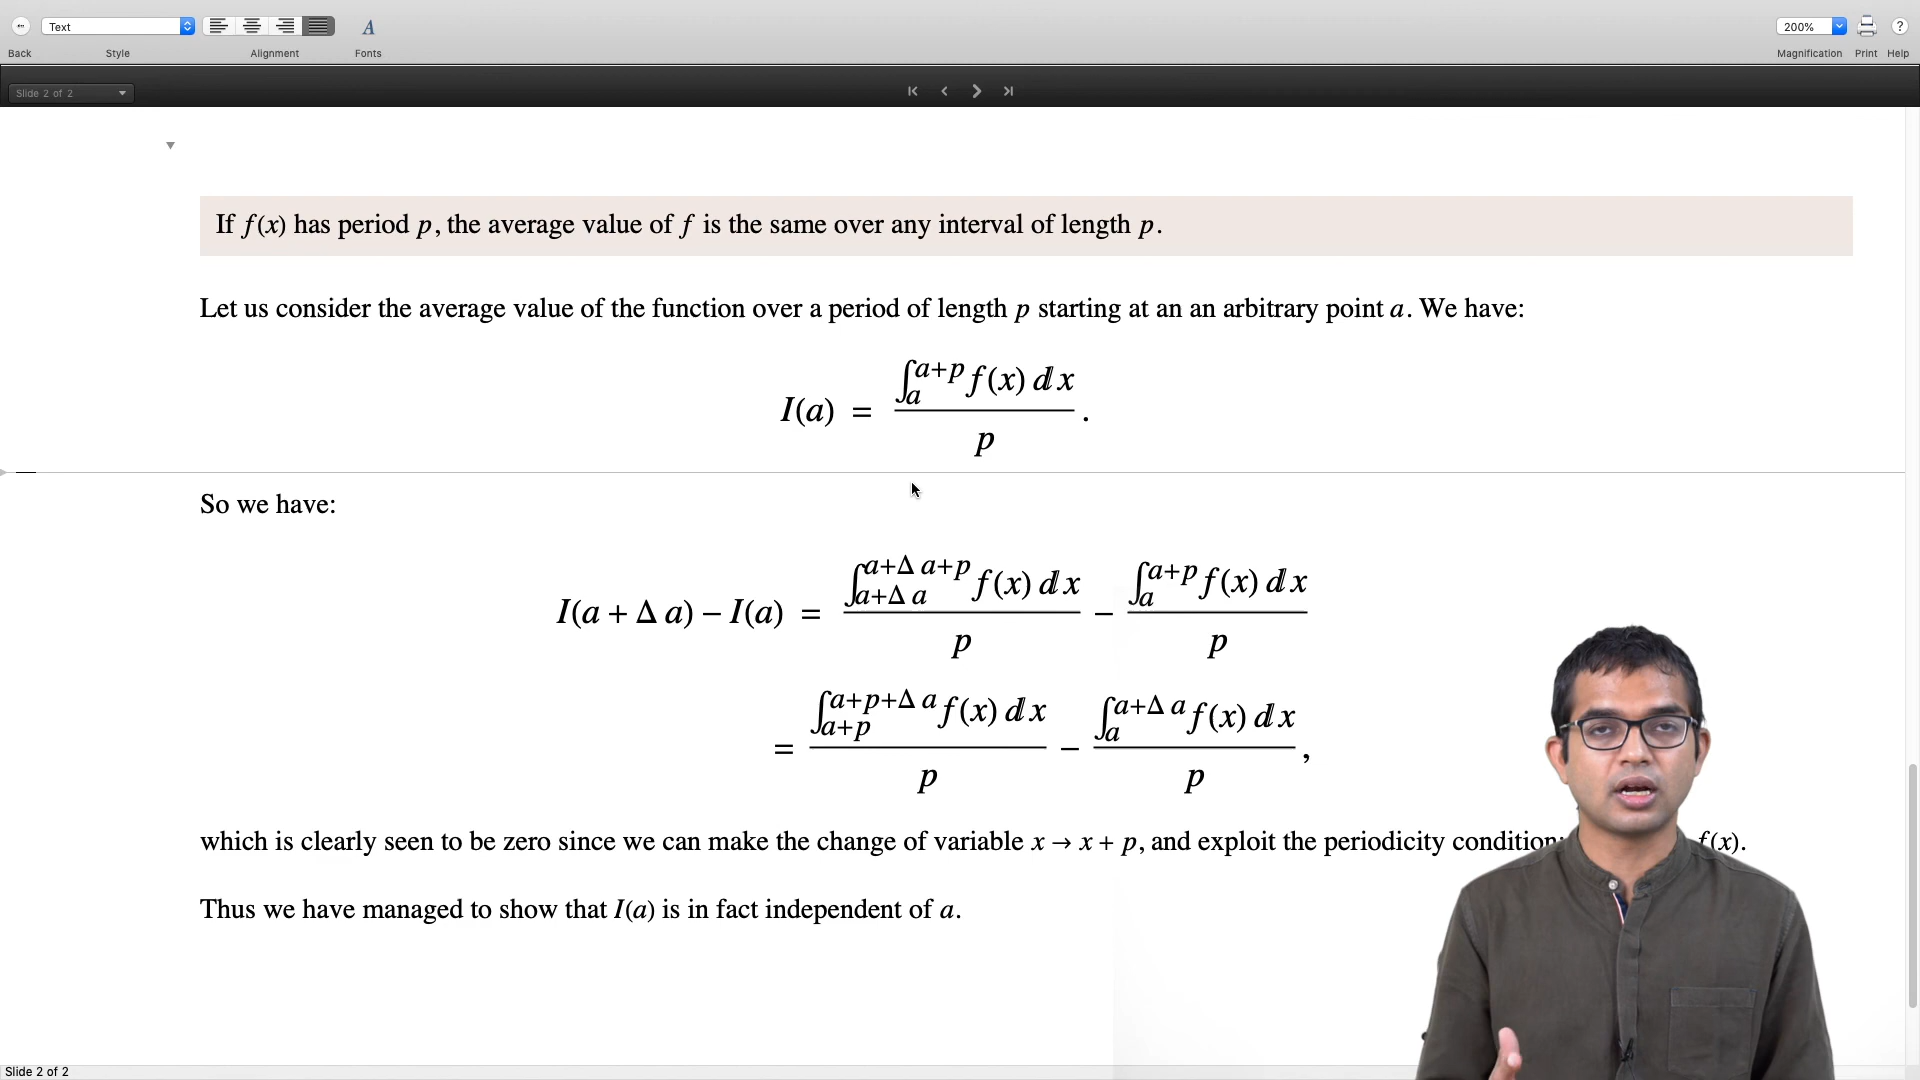 Text
Back Style Alignment Fonts
200%
Magnification Print Help
Slide 2 of 2
If f(x) has period p, the average value of f is the same over any interval of length p.
Let us consider the average value of the function over a period of length p starting at an an arbitrary point a. We have:
I(a) = ∫_a^{a+p} f(x) ⅆx / p .
So we have:
I(a + Δ a) – I(a) = ∫_{a+Δ a}^{a+Δ a+p} f(x) ⅆx / p – ∫_a^{a+p} f(x) ⅆx / p
= ∫_{a+p}^{a+p+Δ a} f(x) ⅆx / p – ∫_a^{a+Δ a} f(x) ⅆx / p ,
which is clearly seen to be zero since we can make the change of variable x → x + p, and exploit the periodicity condition: f(x).
Thus we have managed to show that I(a) is in fact independent of a.
Slide 2 of 2